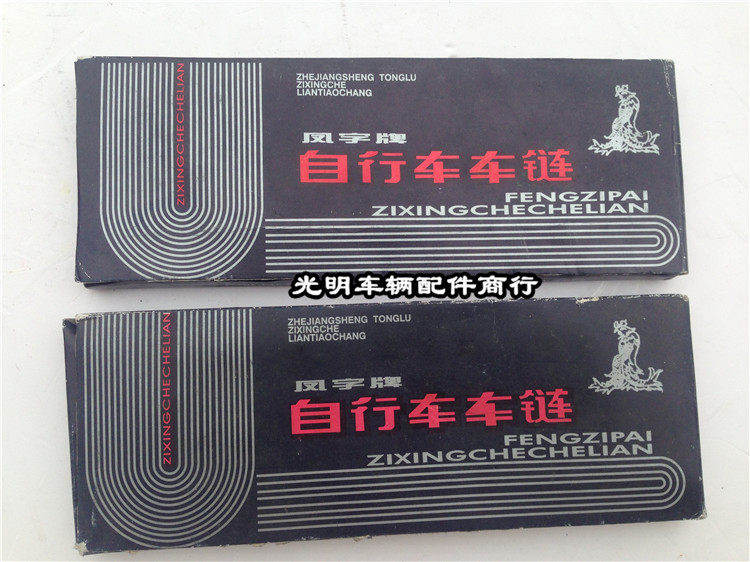 ZIXINGCHECHELIAN
ZHEJIANGSHENG TONGLU
ZIXINGCHE
LIANTIAOCHANG
凤字牌
自行车车链
FENGZIPAI
ZIXINGCHECHELIAN
光明车辆配件商行
ZIXINGCHECHELIAN
ZHEJIANGSHENG TONGLU
ZIXINGCHE
LIANTIAOCHANG
凤字牌
自行车车链
FENGZIPAI
ZIXINGCHECHELIAN